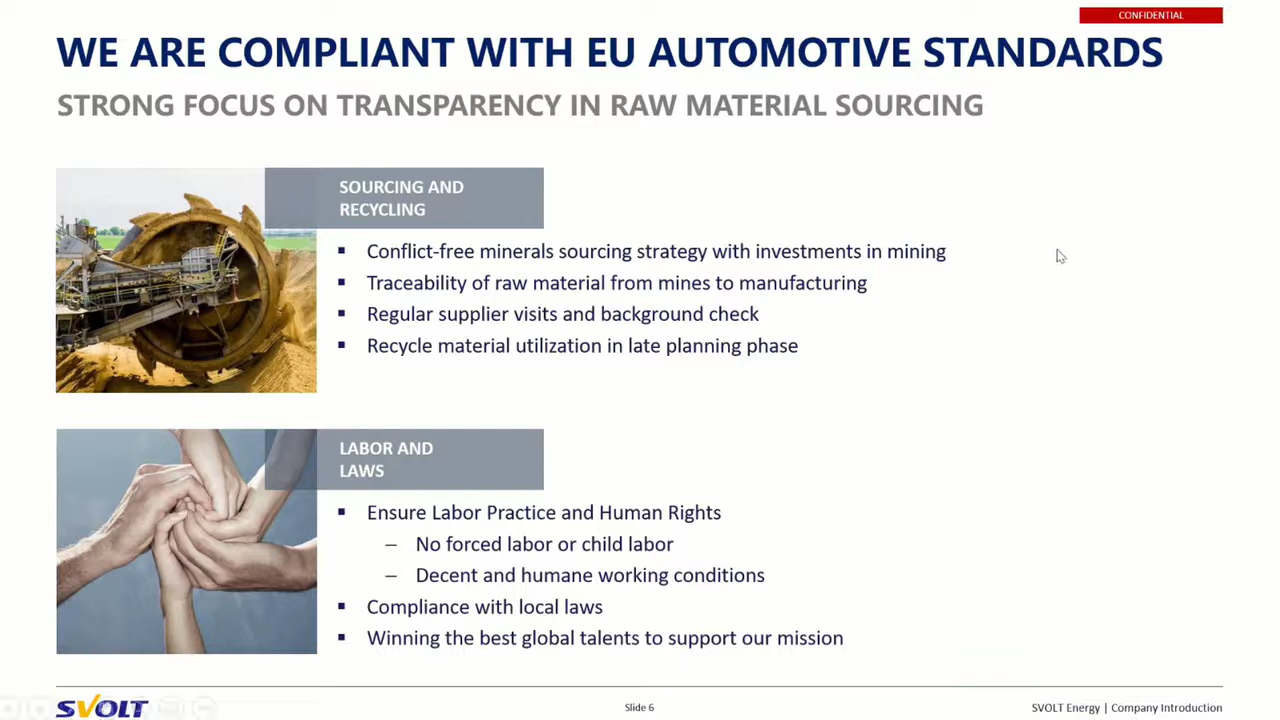 CONFIDENTIAL
WE ARE COMPLIANT WITH EU AUTOMOTIVE STANDARDS
STRONG FOCUS ON TRANSPARENCY IN RAW MATERIAL SOURCING
SOURCING AND
RECYCLING
▪ Conflict-free minerals sourcing strategy with investments in mining
▪ Traceability of raw material from mines to manufacturing
▪ Regular supplier visits and background check
▪ Recycle material utilization in late planning phase
LABOR AND
LAWS
▪ Ensure Labor Practice and Human Rights
– No forced labor or child labor
– Decent and humane working conditions
▪ Compliance with local laws
▪ Winning the best global talents to support our mission
SVOLT
Slide 6
SVOLT Energy | Company Introduction